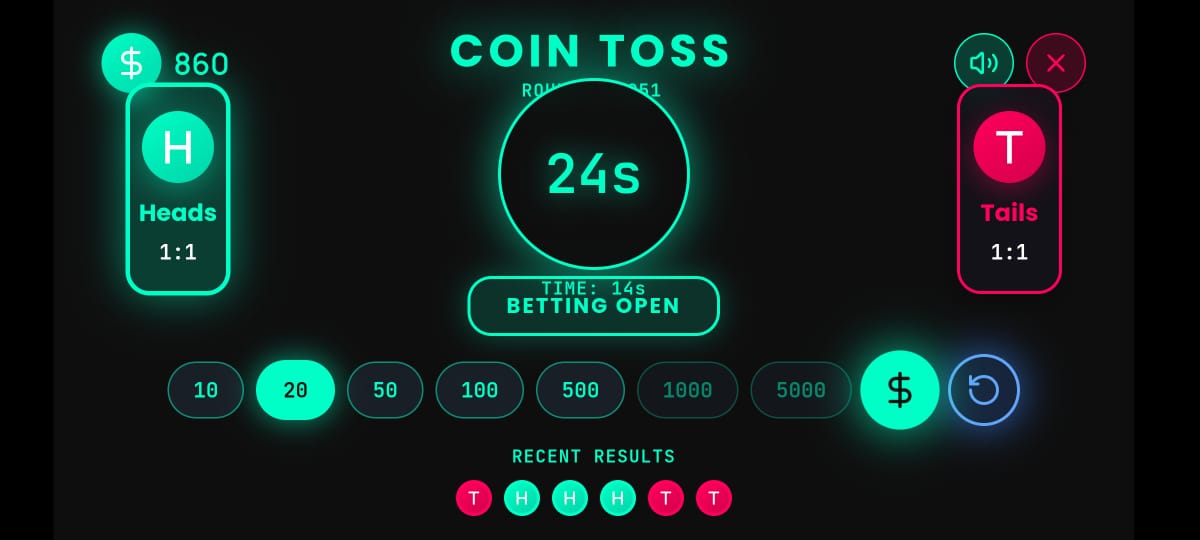 $ 860
COIN TOSS
H
Heads
1:1
24s
T
Tails
1:1
TIME: 14s
BETTING OPEN
10 20 50 100 500 1000 5000 $
RECENT RESULTS
T H H H T T